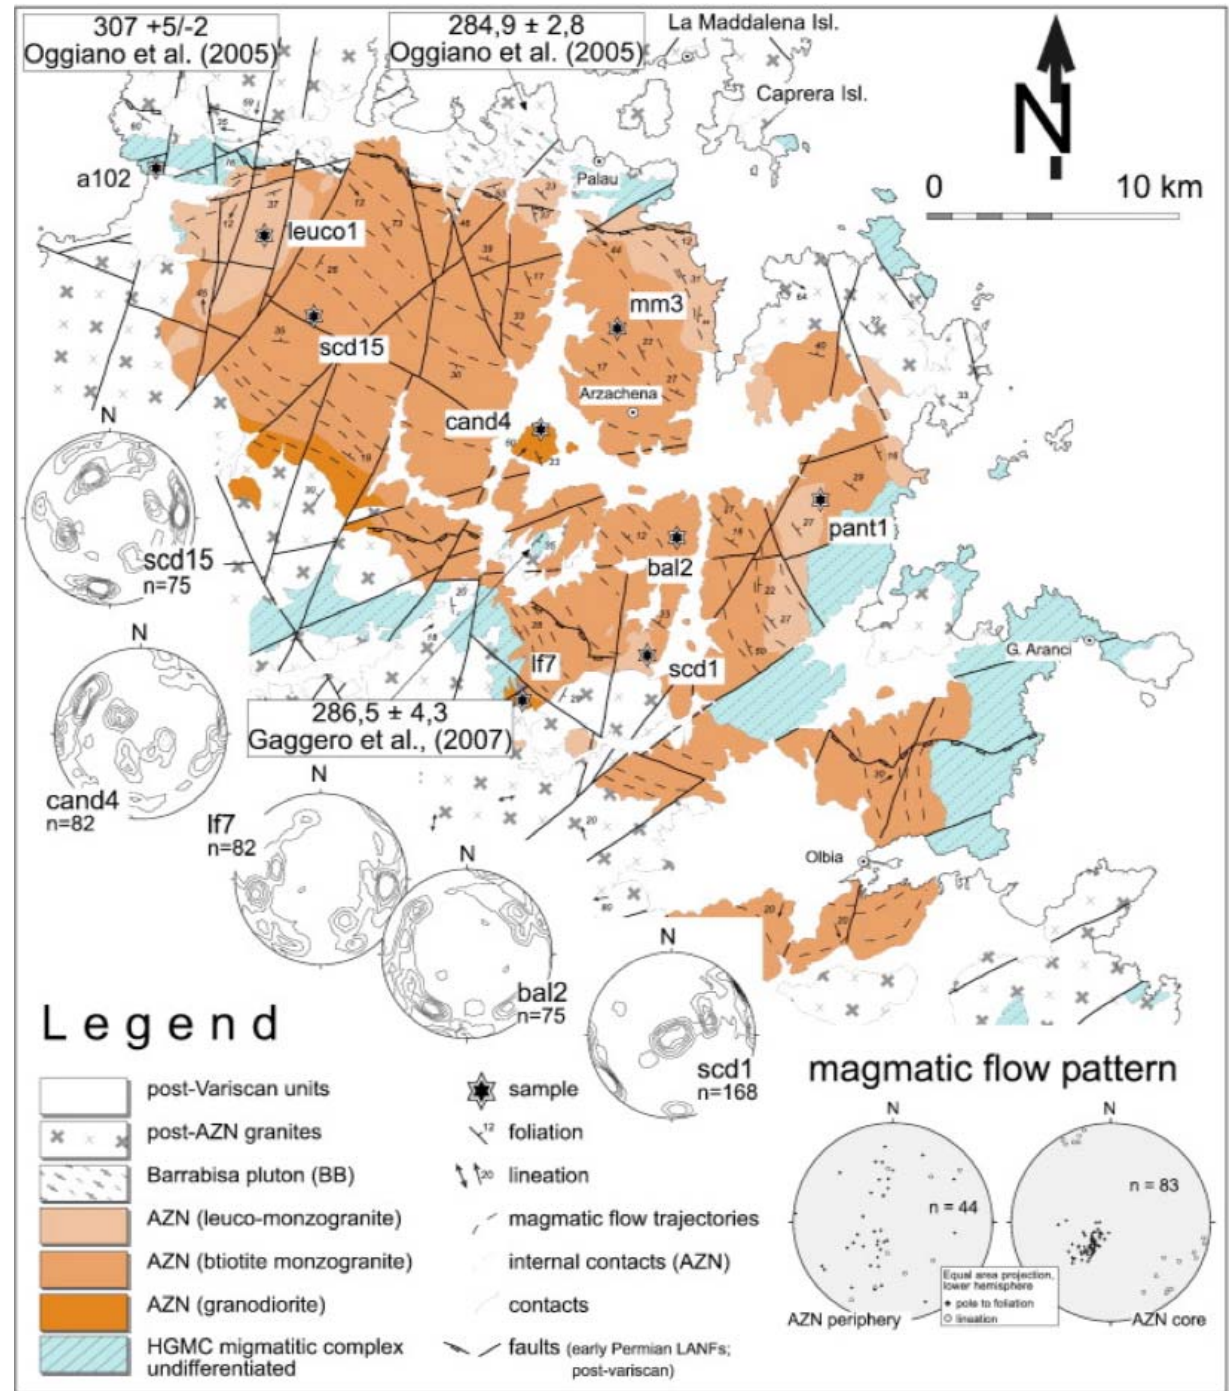 307 +5/-2
Oggiano et al. (2005)
284,9 ± 2,8
Oggiano et al. (2005)
La Maddalena Isl.
Caprera Isl.
N
0 10 km
a102
Palau
leuco1
mm3
scd15
Arzachena
cand4
N
pant1
scd15
n=75
bal2
G. Aranci
lf7
scd1
286,5 ± 4,3
Gaggero et al., (2007)
N
cand4
n=82
N
lf7
n=82
Olbia
N
bal2
n=75
N
scd1
n=168
Legend
post-Variscan units
post-AZN granites
Barrabisa pluton (BB)
AZN (leuco-monzogranite)
AZN (btiotite monzogranite)
AZN (granodiorite)
HGMC migmatitic complex
undifferentiated
sample
12 foliation
20 lineation
magmatic flow trajectories
internal contacts (AZN)
contacts
faults (early Permian LANFs;
post-variscan)
magmatic flow pattern
N
N
n = 44
n = 83
Equal area projection,
lower hemisphere
pole to foliation
lineation
AZN periphery
AZN core